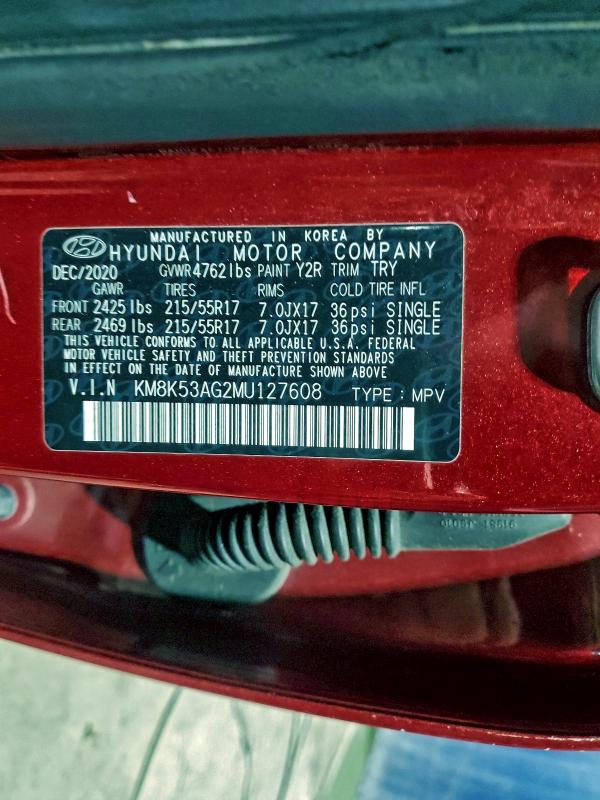 MANUFACTURED IN KOREA BY
HYUNDAI MOTOR COMPANY
DEC/2020 GVWR4762lbs PAINT Y2R TRIM TRY
GAWR TIRES RIMS COLD TIRE INFL
FRONT 2425lbs 215/55R17 7.0JX17 36psi SINGLE
REAR 2469lbs 215/55R17 7.0JX17 36psi SINGLE
THIS VEHICLE CONFORMS TO ALL APPLICABLE U.S.A. FEDERAL
MOTOR VEHICLE SAFETY AND THEFT PREVENTION STANDARDS
IN EFFECT ON THE DATE OF MANUFACTURE SHOWN ABOVE
V.I.N KM8K53AG2MU127608 TYPE : MPV